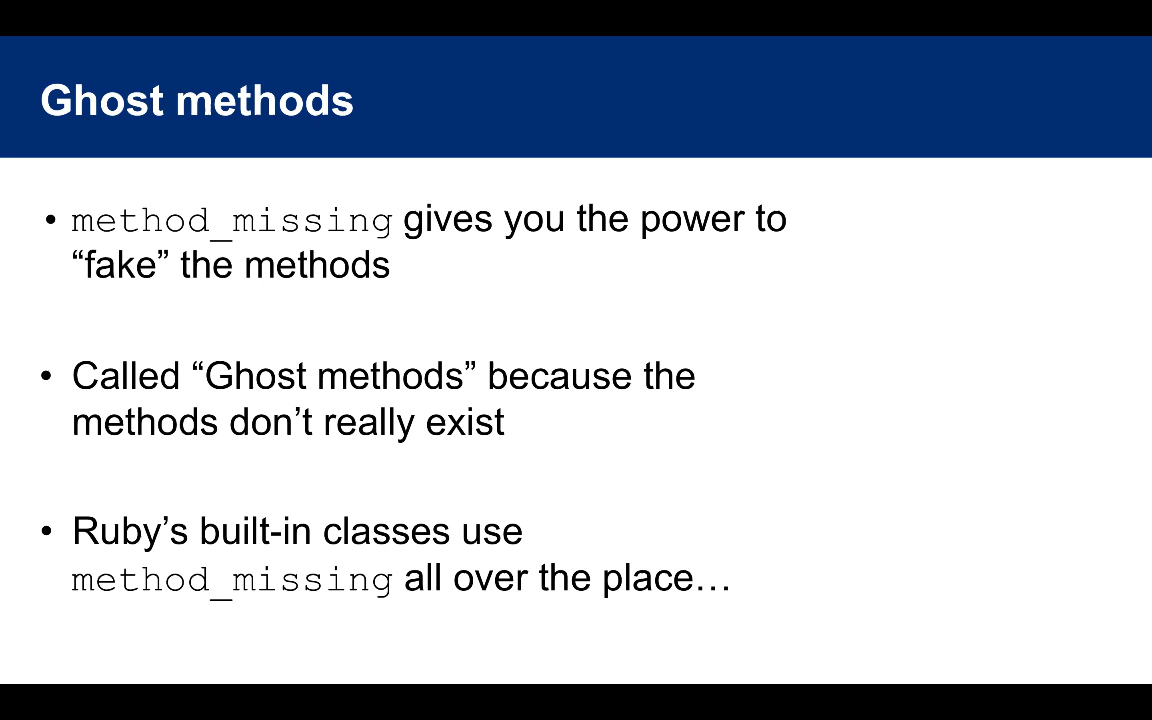 Ghost methods
• method_missing gives you the power to
“fake” the methods
• Called “Ghost methods” because the
methods don’t really exist
• Ruby’s built-in classes use
method_missing all over the place…